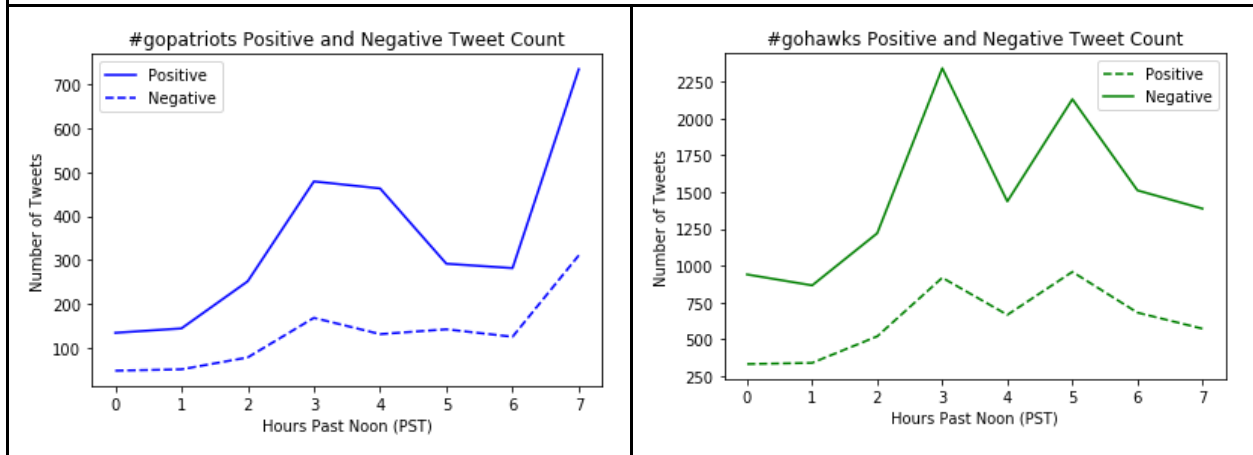 #gopatriots Positive and Negative Tweet Count
Positive
Negative
700
600
500
400
300
200
100
Number of Tweets
0 1 2 3 4 5 6 7
Hours Past Noon (PST)
#gohawks Positive and Negative Tweet Count
Positive
Negative
2250
2000
1750
1500
1250
1000
750
500
250
Number of Tweets
0 1 2 3 4 5 6 7
Hours Past Noon (PST)